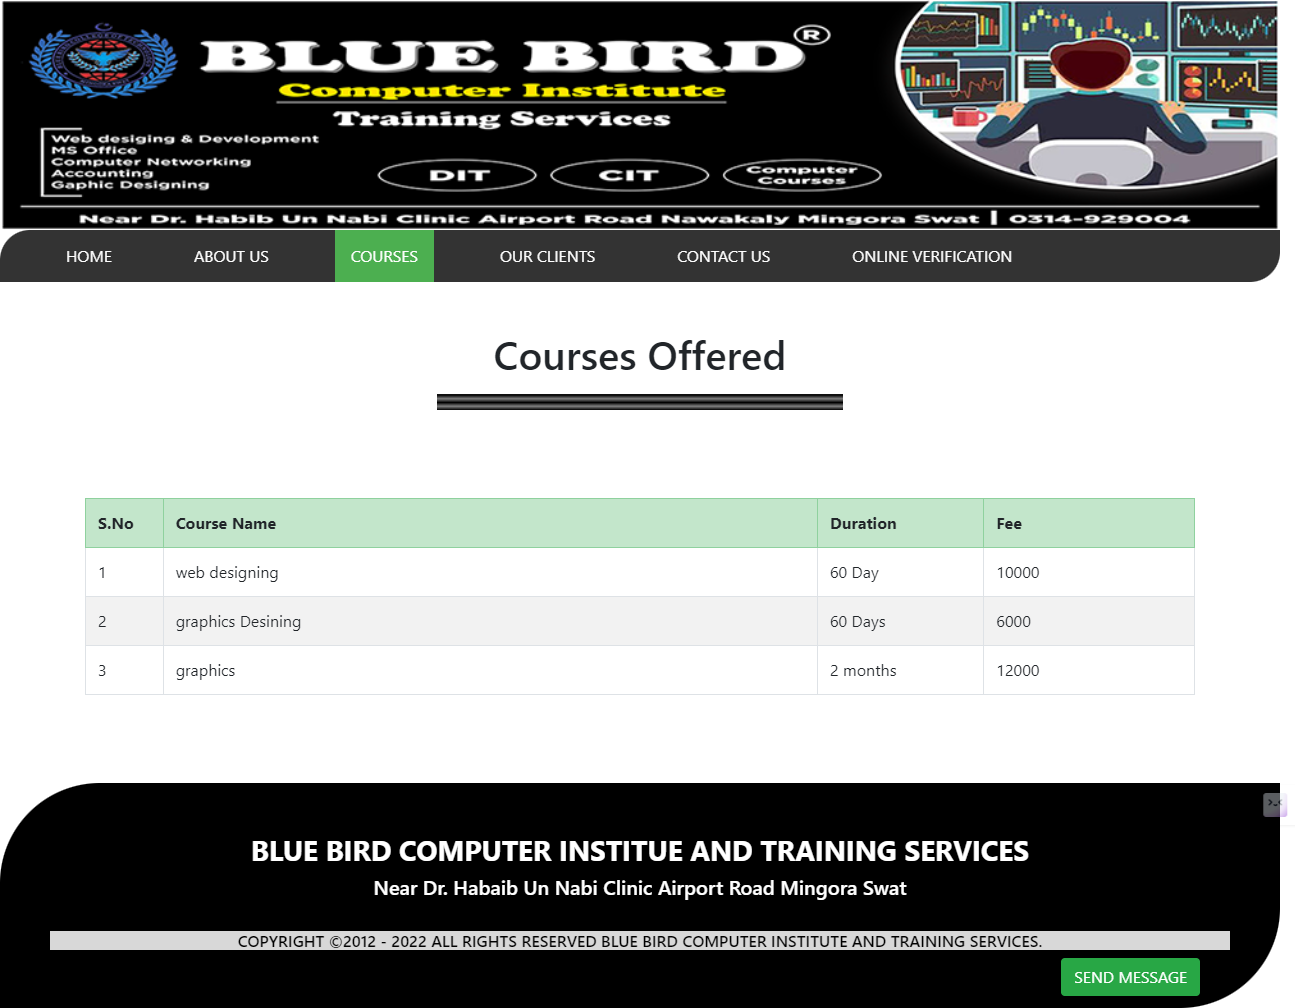 BLUE BIRD®
Computer Institute
Training Services
Web desiging & Development
MS Office
Computer Networking
Accounting
Gaphic Designing
DIT CIT Computer Courses
Near Dr. Habib Un Nabi Clinic Airport Road Nawakaly Mingora Swat | 0314-929004
HOME ABOUT US COURSES OUR CLIENTS CONTACT US ONLINE VERIFICATION
Courses Offered
S.No Course Name Duration Fee
1 web designing 60 Day 10000
2 graphics Desining 60 Days 6000
3 graphics 2 months 12000
BLUE BIRD COMPUTER INSTITUE AND TRAINING SERVICES
Near Dr. Habaib Un Nabi Clinic Airport Road Mingora Swat
COPYRIGHT ©2012 - 2022 ALL RIGHTS RESERVED BLUE BIRD COMPUTER INSTITUTE AND TRAINING SERVICES.
SEND MESSAGE